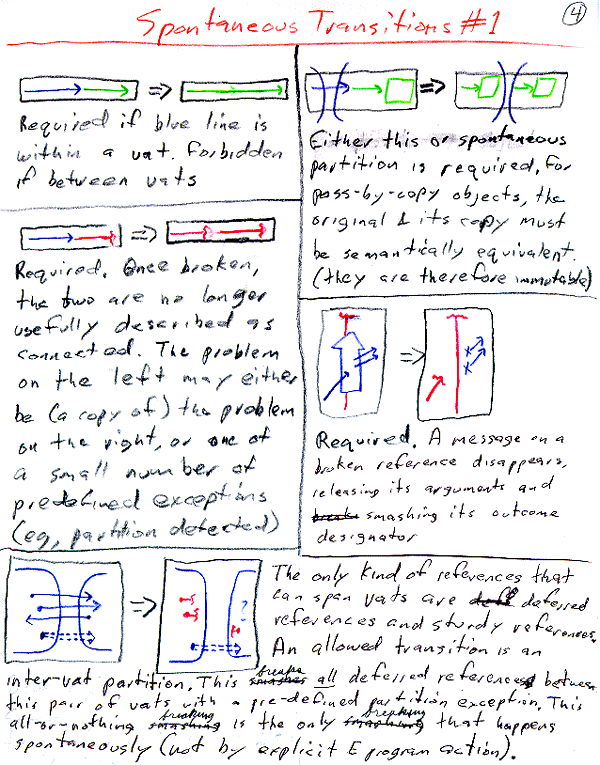 Spontaneous Transitions #1
4
Required if blue line is
within a vat. Forbidden
if between vats
Either this or spontaneous
partition is required. For
pass-by-copy objects, the
original & its copy must
be semantically equivalent.
(they are therefore immutable)
Required. Once broken,
the two are no longer
usefully described as
connected. The problem
on the left may either
be (a copy of) the problem
on the right, or one of
a small number of
predefined exceptions
(eg, partition detected)
Required. A message on a
broken reference disappears,
releasing its arguments and
smashing its outcome
designator
?
The only kind of references that
can span vats are deferred
references and sturdy references.
An allowed transition is an
inter-vat partition. This breaks all deferred references between
this pair of vats with a pre-defined partition exception. This
all-or-nothing breaking is the only breaking that happens
spontaneously (not by explicit E program action).